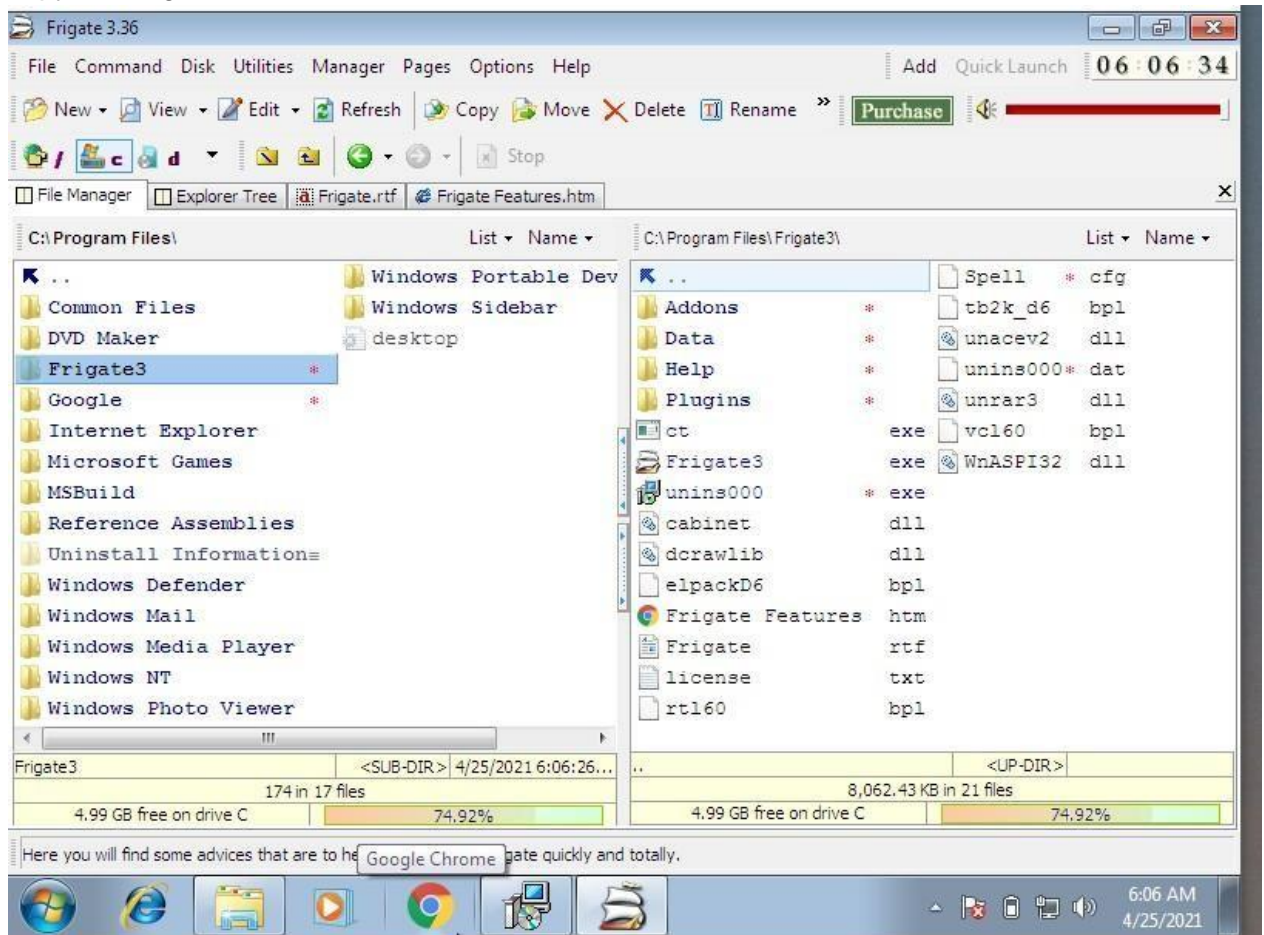 Frigate 3.36
File Command Disk Utilities Manager Pages Options Help Add Quick Launch 06:06:34
New View Edit Refresh Copy Move Delete Rename » Purchase
/ c d Stop
File Manager Explorer Tree Frigate.rtf Frigate Features.htm
C:\Program Files\ List Name C:\Program Files\Frigate3\ List Name
.. Windows Portable Dev
Common Files Windows Sidebar
DVD Maker desktop
Frigate3 *
Google *
Internet Explorer
Microsoft Games
MSBuild
Reference Assemblies
Uninstall Information
Windows Defender
Windows Mail
Windows Media Player
Windows NT
Windows Photo Viewer
.. Spell * cfg
Addons * tb2k_d6 bpl
Data * unacev2 dll
Help * unins000* dat
Plugins * unrar3 dll
ct exe vcl60 bpl
Frigate3 exe WnASPI32 dll
unins000 * exe
cabinet dll
dcrawlib dll
elpackD6 bpl
Frigate Features htm
Frigate rtf
license txt
rtl60 bpl
Frigate3 <SUB-DIR> 4/25/2021 6:06:26... .. <UP-DIR>
174 in 17 files 8,062.43 KB in 21 files
4.99 GB free on drive C 74.92% 4.99 GB free on drive C 74.92%
Here you will find some advices that are to he Google Chrome gate quickly and totally.
6:06 AM
4/25/2021